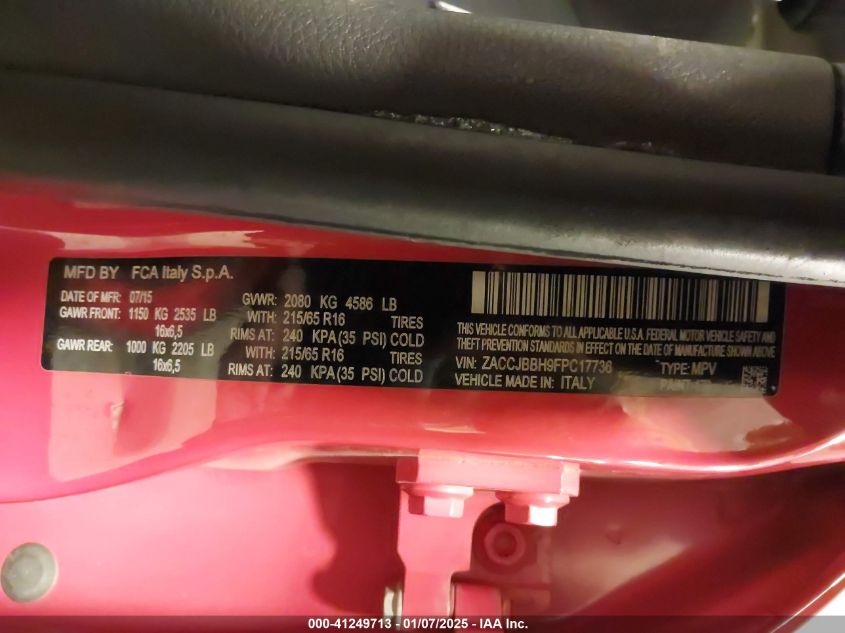 MFD BY FCA Italy S.p.A.
DATE OF MFR: 07/15 GVWR: 2080 KG 4586 LB
GAWR FRONT: 1150 KG 2535 LB WITH: 215/65 R16 TIRES
16x6,5 RIMS AT: 240 KPA(35 PSI) COLD
GAWR REAR: 1000 KG 2205 LB WITH: 215/65 R16 TIRES
16x6,5 RIMS AT: 240 KPA(35 PSI) COLD
THIS VEHICLE CONFORMS TO ALL APPLICABLE U.S.A. FEDERAL MOTOR VEHICLE SAFETY AND
THEFT PREVENTION STANDARDS IN EFFECT ON THE DATE OF MANUFACTURE SHOWN ABOVE.
VIN: ZACCJBBH9FPC17736 TYPE: MPV
VEHICLE MADE IN: ITALY PAINT:
000-41249713 - 01/07/2025 - IAA Inc.